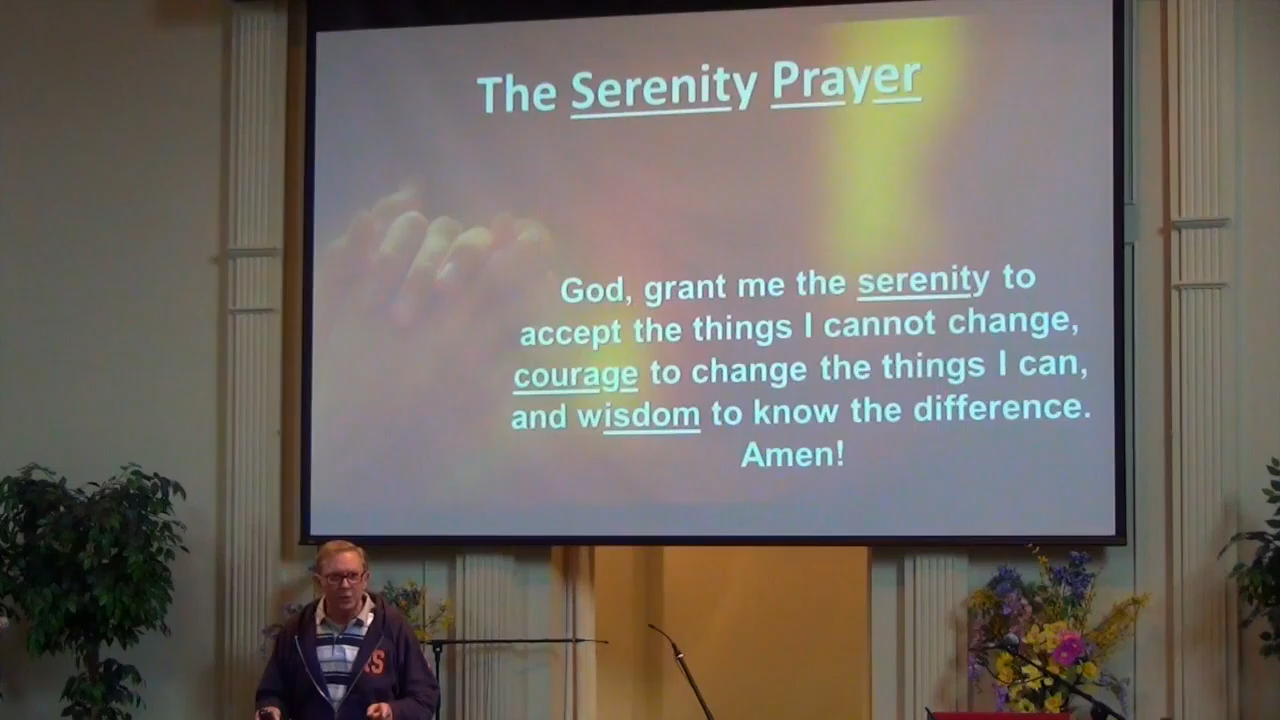 The Serenity Prayer
God, grant me the serenity to
accept the things I cannot change,
courage to change the things I can,
and wisdom to know the difference.
Amen!